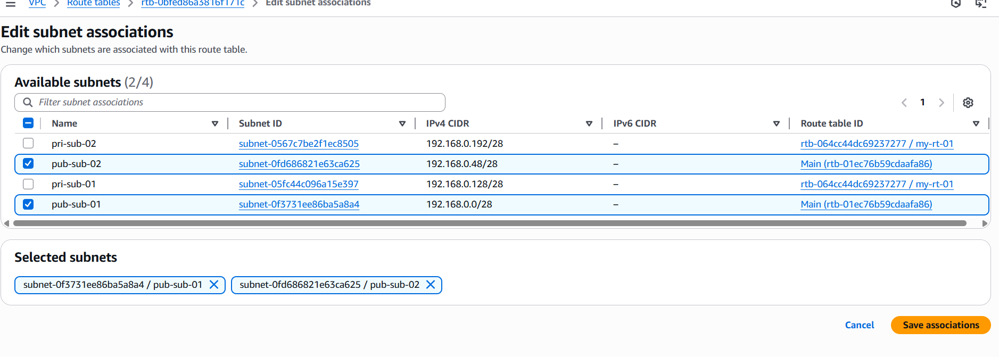 VPC > Route tables > rtb-0bfed86a3816f171c > Edit subnet associations
Edit subnet associations
Change which subnets are associated with this route table.
Available subnets (2/4)
Filter subnet associations
1
Name Subnet ID IPv4 CIDR IPv6 CIDR Route table ID
pri-sub-02 subnet-0567c7be2f1ec8505 192.168.0.192/28 – rtb-064cc44dc69237277 / my-rt-01
pub-sub-02 subnet-0fd686821e63ca625 192.168.0.48/28 – Main (rtb-01ec76b59cdaafa86)
pri-sub-01 subnet-05fc44c096a15e397 192.168.0.128/28 – rtb-064cc44dc69237277 / my-rt-01
pub-sub-01 subnet-0f3731ee86ba5a8a4 192.168.0.0/28 – Main (rtb-01ec76b59cdaafa86)
Selected subnets
subnet-0f3731ee86ba5a8a4 / pub-sub-01 subnet-0fd686821e63ca625 / pub-sub-02
Cancel Save associations